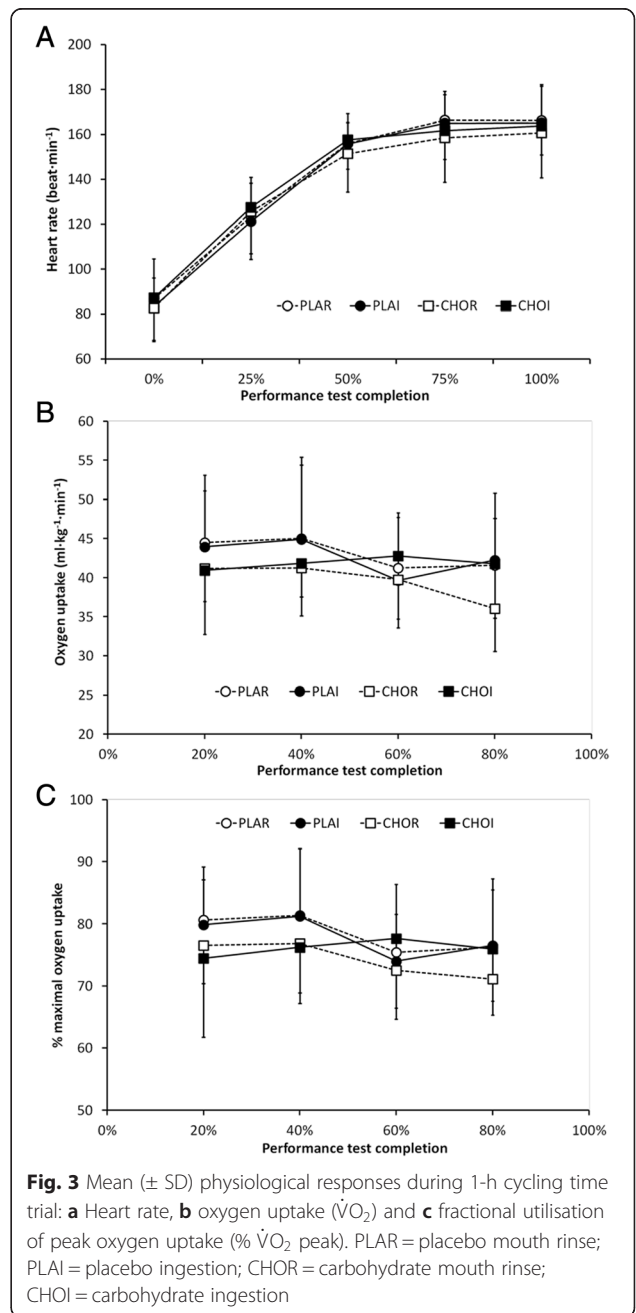 A
200
180
160
140
120
100
80
60
Heart rate (beat·min⁻¹)
PLAR PLAI CHOR CHOI
0% 25% 50% 75% 100%
Performance test completion
B
60
55
50
45
40
35
30
25
20
Oxygen uptake (ml·kg⁻¹·min⁻¹)
PLAR PLAI CHOR CHOI
0% 20% 40% 60% 80% 100%
Performance test completion
C
100
90
80
70
60
50
% maximal oxygen uptake
PLAR PLAI CHOR CHOI
0% 20% 40% 60% 80% 100%
Performance test completion
Fig. 3 Mean (± SD) physiological responses during 1-h cycling time
trial: a Heart rate, b oxygen uptake (V̇O₂) and c fractional utilisation
of peak oxygen uptake (% V̇O₂ peak). PLAR = placebo mouth rinse;
PLAI = placebo ingestion; CHOR = carbohydrate mouth rinse;
CHOI = carbohydrate ingestion